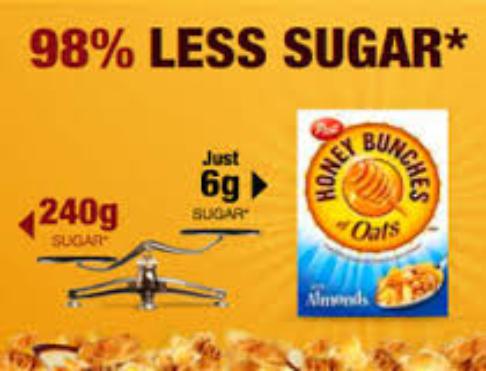 98% LESS SUGAR*
Just
6g
SUGAR*
240g
SUGAR*
Post
HONEY BUNCHES
of Oats
Almonds